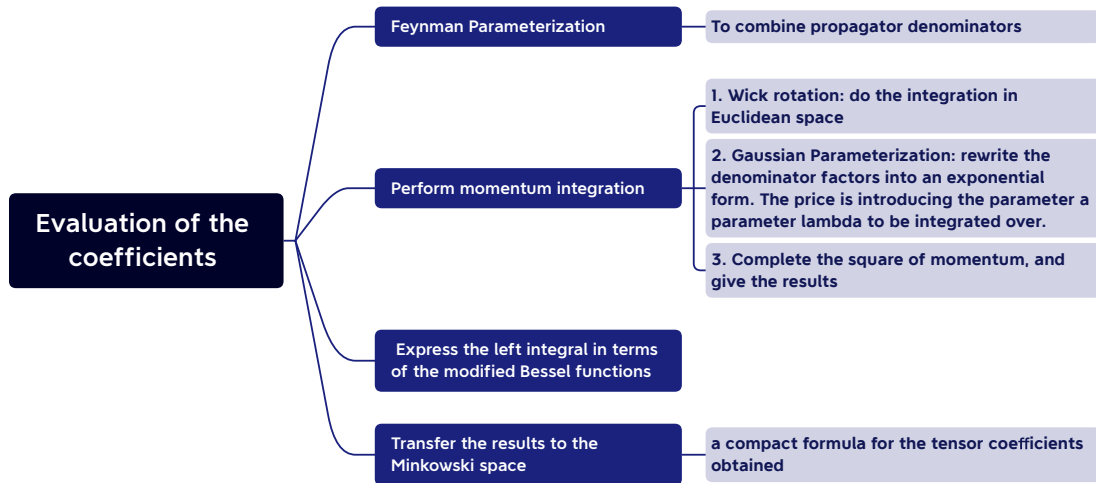 Evaluation of the
coefficients
Feynman Parameterization
To combine propagator denominators
Perform momentum integration
1. Wick rotation: do the integration in
Euclidean space
2. Gaussian Parameterization: rewrite the
denominator factors into an exponential
form. The price is introducing the parameter a
parameter lambda to be integrated over.
3. Complete the square of momentum, and
give the results
Express the left integral in terms
of the modified Bessel functions
Transfer the results to the
Minkowski space
a compact formula for the tensor coefficients
obtained